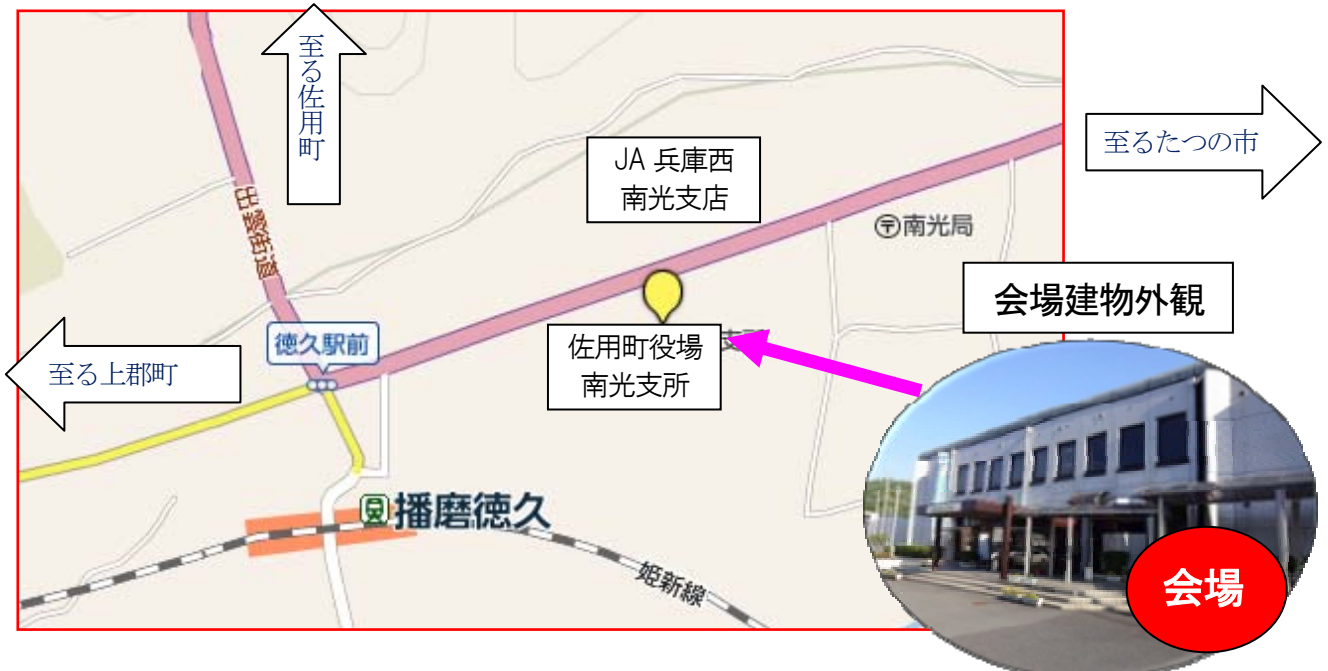 至る佐用町
至るたつの市
JA 兵庫西
南光支店
出雲街道
南光局
会場建物外観
徳久駅前
佐用町役場
南光支所
至る上郡町
播磨徳久
姫新線
会場